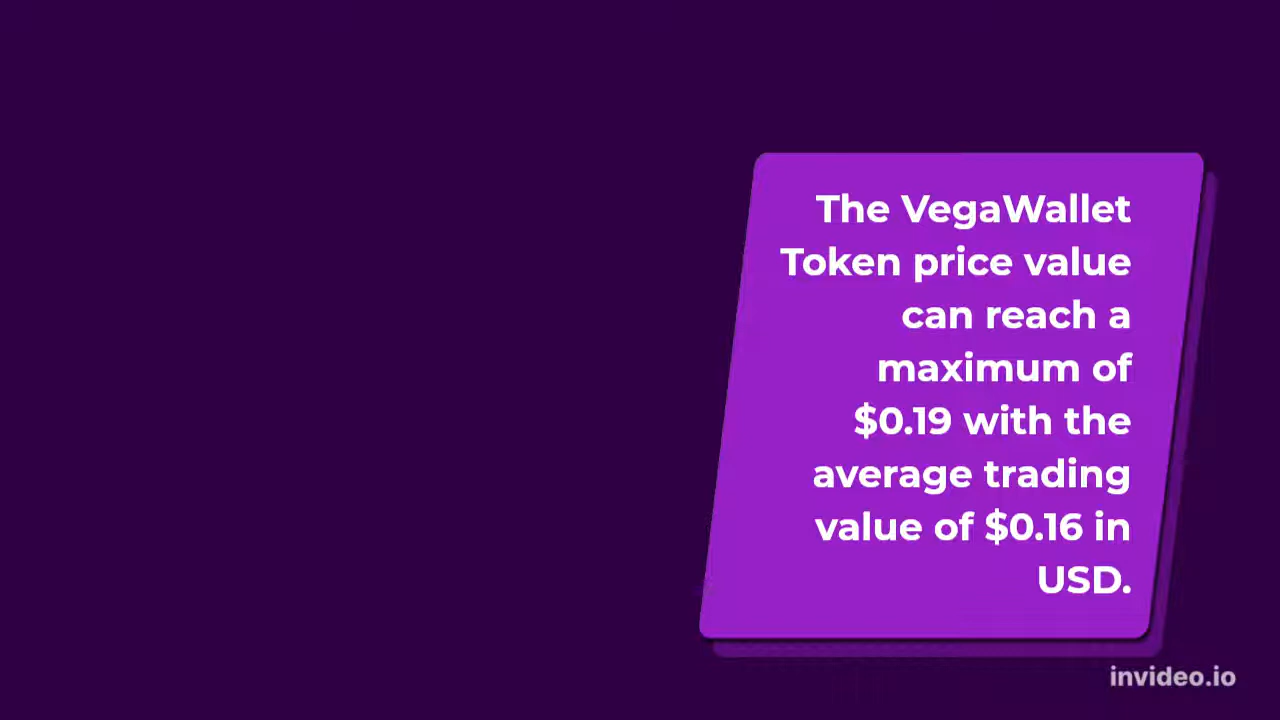 The VegaWallet
Token price value
can reach a
maximum of
$0.19 with the
average trading
value of $0.16 in
USD.
invideo.io